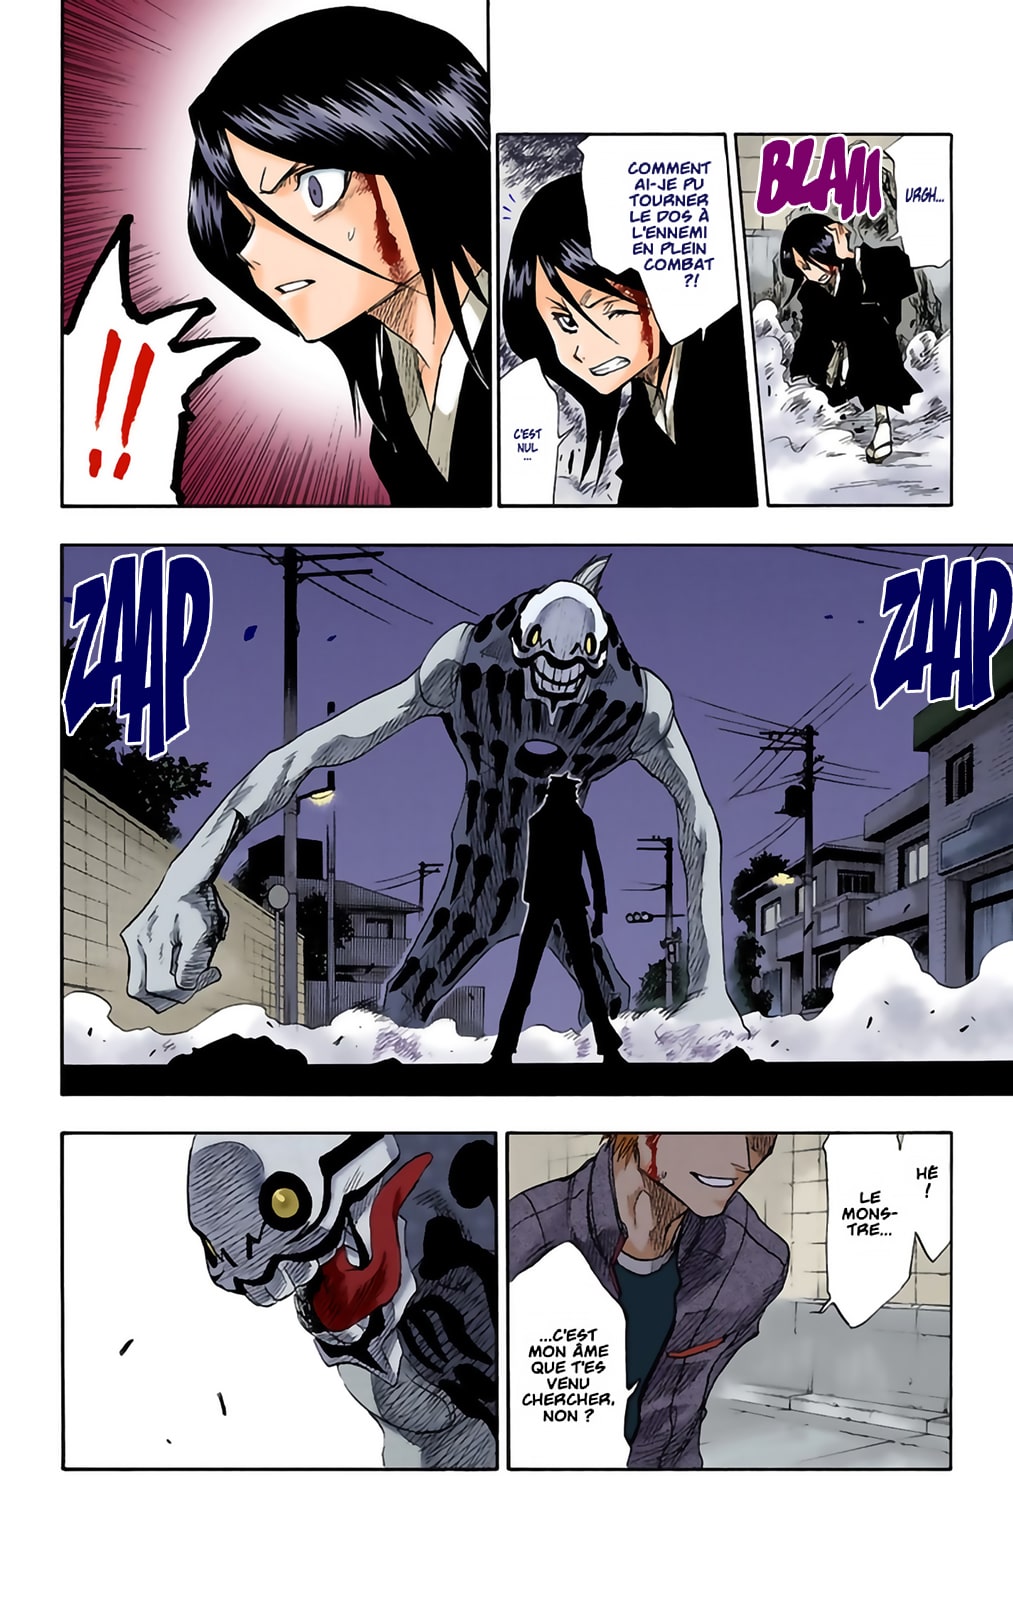 BLAM
URGH...
COMMENT
AI-JE PU
TOURNER
LE DOS À
L'ENNEMI
EN PLEIN
COMBAT
?!
C'EST
NUL
...
!!
ZAAP
ZAAP
HÉ
!
LE
MONS-
TRE...
...C'EST
MON ÂME
QUE T'ES
VENU
CHERCHER,
NON ?